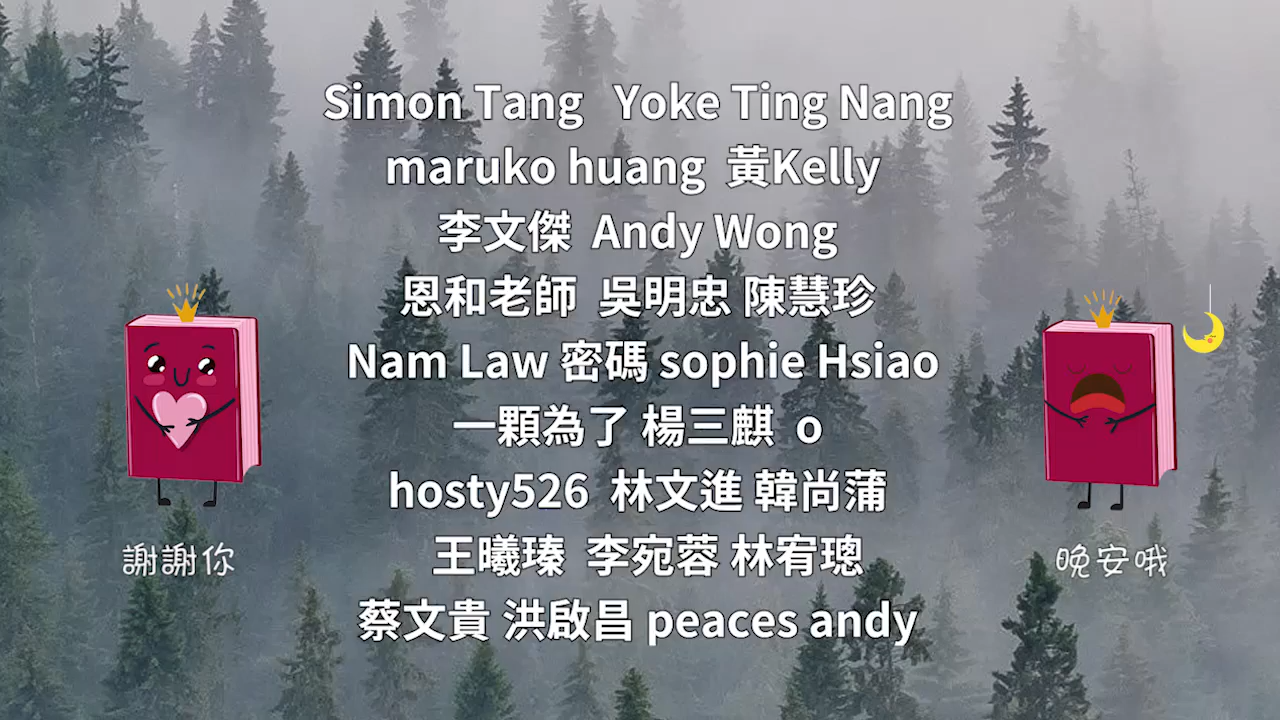 Simon Tang Yoke Ting Nang
maruko huang 黃Kelly
李文傑 Andy Wong
恩和老師 吳明忠 陳慧珍
Nam Law 密碼 sophie Hsiao
一顆為了 楊三麒 o
hosty526 林文進 韓尚蒲
王曦瑧 李宛蓉 林宥璁
蔡文貴 洪啟昌 peaces andy
謝謝你
晚安哦